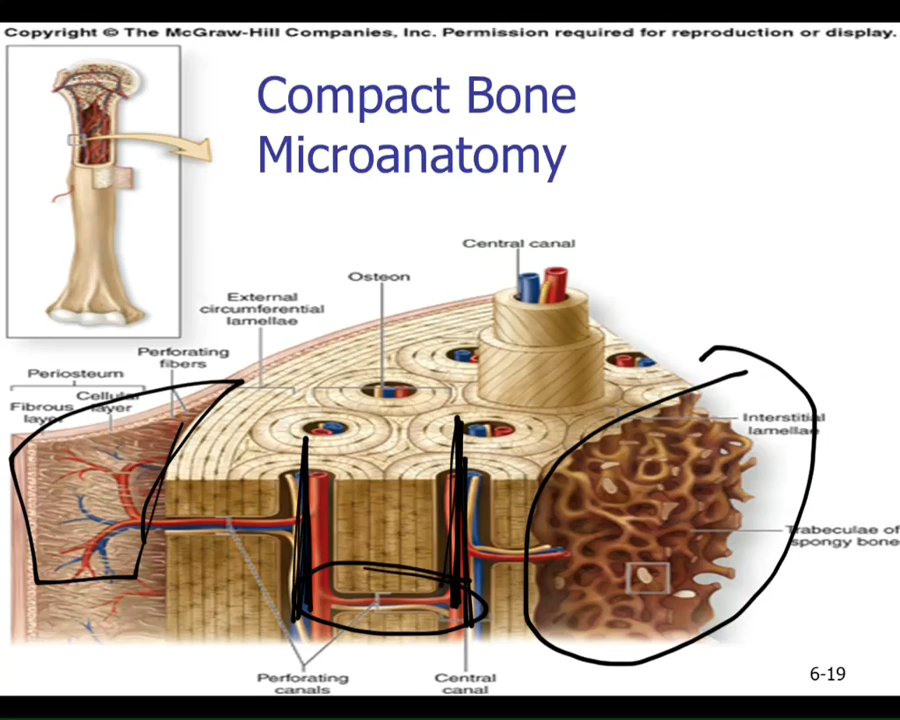 Copyright © The McGraw-Hill Companies, Inc. Permission required for reproduction or display.
Compact Bone
Microanatomy
Central canal
Osteon
External
circumferential
lamellae
Perforating
fibers
Periosteum
Fibrous
layer
Cellular
layer
Interstitial
lamellae
Trabeculae of
spongy bone
Perforating
canals
Central
canal
6-19